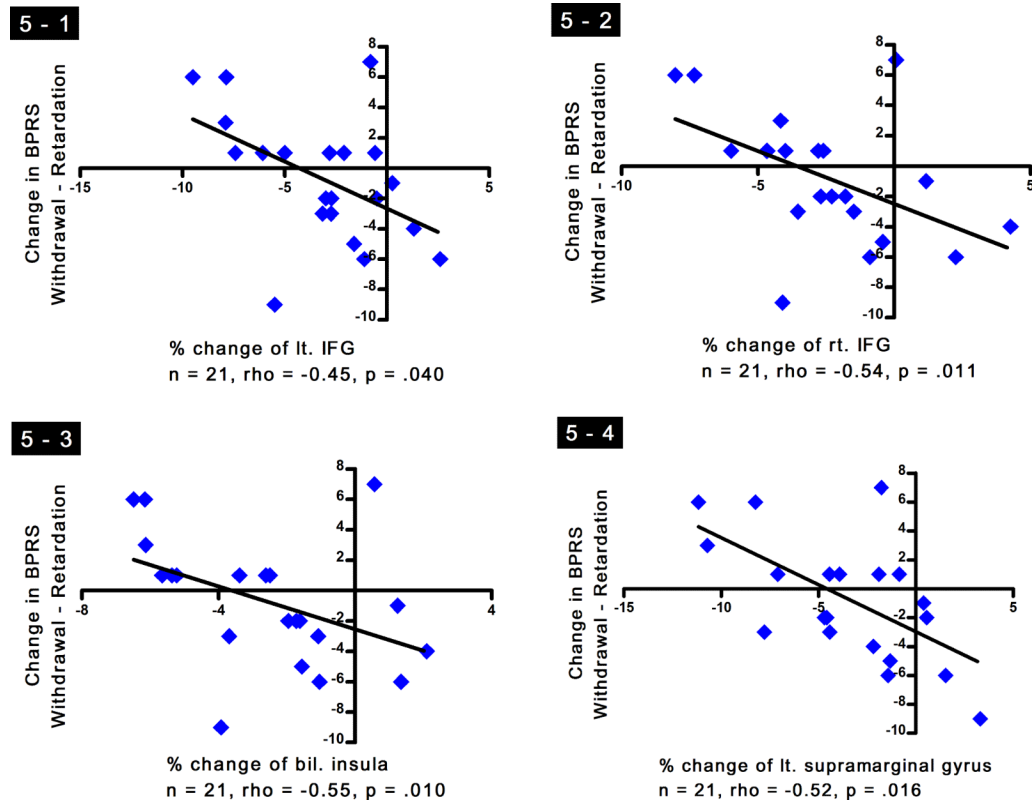 5 - 1
Change in BPRS
Withdrawal - Retardation
8
6
4
2
-2
-4
-6
-8
-10
-10
-5
5
% change of lt. IFG
n = 21, rho = -0.45, p = .040
5 - 2
Change in BPRS
Withdrawal - Retardation
8
6
4
2
-2
-4
-6
-8
-10
-10
-5
5
% change of rt. IFG
n = 21, rho = -0.54, p = .011
5 - 3
Change in BPRS
Withdrawal - Retardation
8
6
4
2
-2
-4
-6
-8
-10
-8
-4
4
% change of bil. insula
n = 21, rho = -0.55, p = .010
5 - 4
Change in BPRS
Withdrawal - Retardation
8
6
4
2
-2
-4
-6
-8
-10
-15
-10
-5
5
% change of lt. supramarginal gyrus
n = 21, rho = -0.52, p = .016